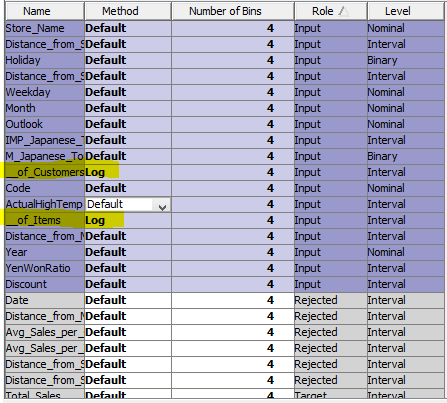 Name Method Number of Bins Role Level
Store_Name Default 4 Input Nominal
Distance_from_S Default 4 Input Interval
Holiday Default 4 Input Binary
Distance_from_S Default 4 Input Interval
Weekday Default 4 Input Nominal
Month Default 4 Input Nominal
Outlook Default 4 Input Nominal
IMP_Japanese_T Default 4 Input Interval
M_Japanese_To Default 4 Input Binary
__of_Customers Log 4 Input Interval
Code Default 4 Input Nominal
ActualHighTemp Default 4 Input Interval
__of_Items Log 4 Input Interval
Distance_from_M Default 4 Input Interval
Year Default 4 Input Nominal
YenWonRatio Default 4 Input Interval
Discount Default 4 Input Interval
Date Default 4 Rejected Interval
Distance_from_M Default 4 Rejected Interval
Avg_Sales_per_ Default 4 Rejected Interval
Avg_Sales_per_ Default 4 Rejected Interval
Distance_from_S Default 4 Rejected Interval
Distance_from_S Default 4 Rejected Interval
Total_Sales Default 4 Target Interval